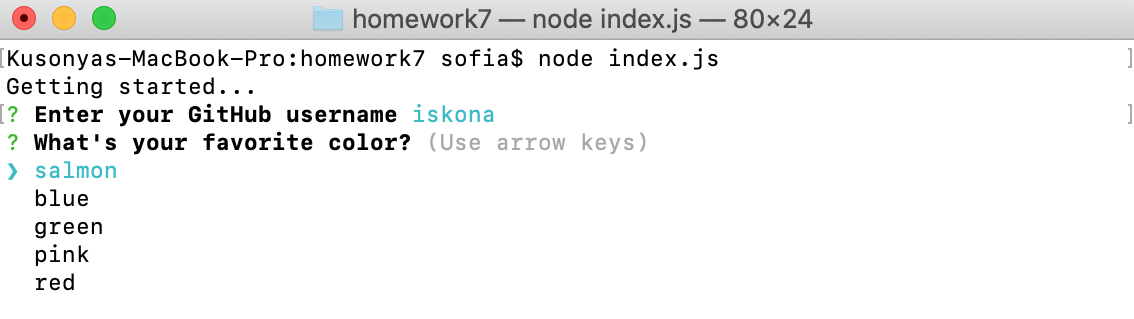 homework7 — node index.js — 80×24
[Kusonyas-MacBook-Pro:homework7 sofia$ node index.js ]
Getting started...
[? Enter your GitHub username iskona ]
? What's your favorite color? (Use arrow keys)
❯ salmon
blue
green
pink
red